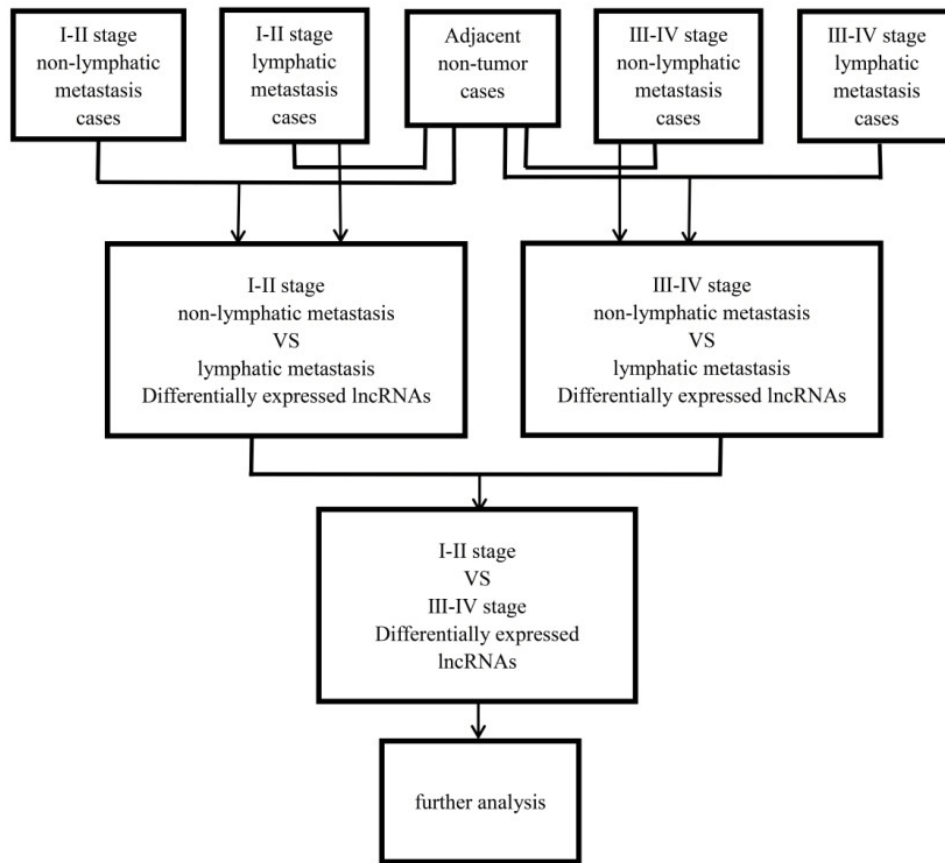 I-II stage
non-lymphatic
metastasis
cases
I-II stage
lymphatic
metastasis
cases
Adjacent
non-tumor
cases
III-IV stage
non-lymphatic
metastasis
cases
III-IV stage
lymphatic
metastasis
cases
I-II stage
non-lymphatic metastasis
VS
lymphatic metastasis
Differentially expressed lncRNAs
III-IV stage
non-lymphatic metastasis
VS
lymphatic metastasis
Differentially expressed lncRNAs
I-II stage
VS
III-IV stage
Differentially expressed
lncRNAs
further analysis